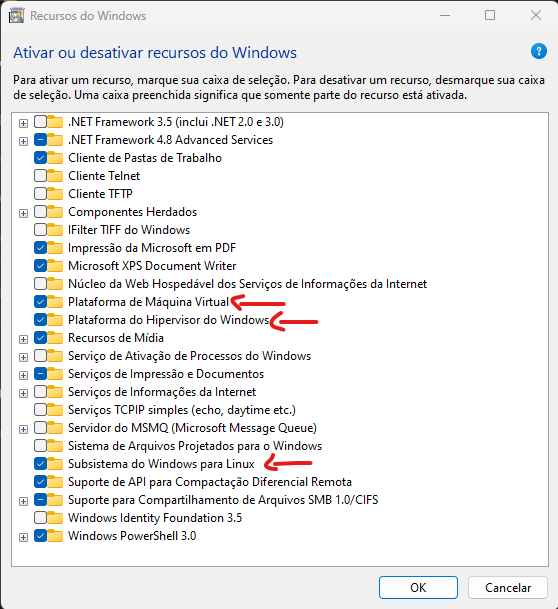 Recursos do Windows
Ativar ou desativar recursos do Windows
?
Para ativar um recurso, marque sua caixa de seleção. Para desativar um recurso, desmarque sua caixa
de seleção. Uma caixa preenchida significa que somente parte do recurso está ativada.
.NET Framework 3.5 (inclui .NET 2.0 e 3.0)
.NET Framework 4.8 Advanced Services
Cliente de Pastas de Trabalho
Cliente Telnet
Cliente TFTP
Componentes Herdados
IFilter TIFF do Windows
Impressão da Microsoft em PDF
Microsoft XPS Document Writer
Núcleo da Web Hospedável dos Serviços de Informações da Internet
Plataforma de Máquina Virtual
Plataforma do Hipervisor do Windows
Recursos de Mídia
Serviço de Ativação de Processos do Windows
Serviços de Impressão e Documentos
Serviços de Informações da Internet
Serviços TCPIP simples (echo, daytime etc.)
Servidor do MSMQ (Microsoft Message Queue)
Sistema de Arquivos Projetados para o Windows
Subsistema do Windows para Linux
Suporte de API para Compactação Diferencial Remota
Suporte para Compartilhamento de Arquivos SMB 1.0/CIFS
Windows Identity Foundation 3.5
Windows PowerShell 3.0
OK
Cancelar